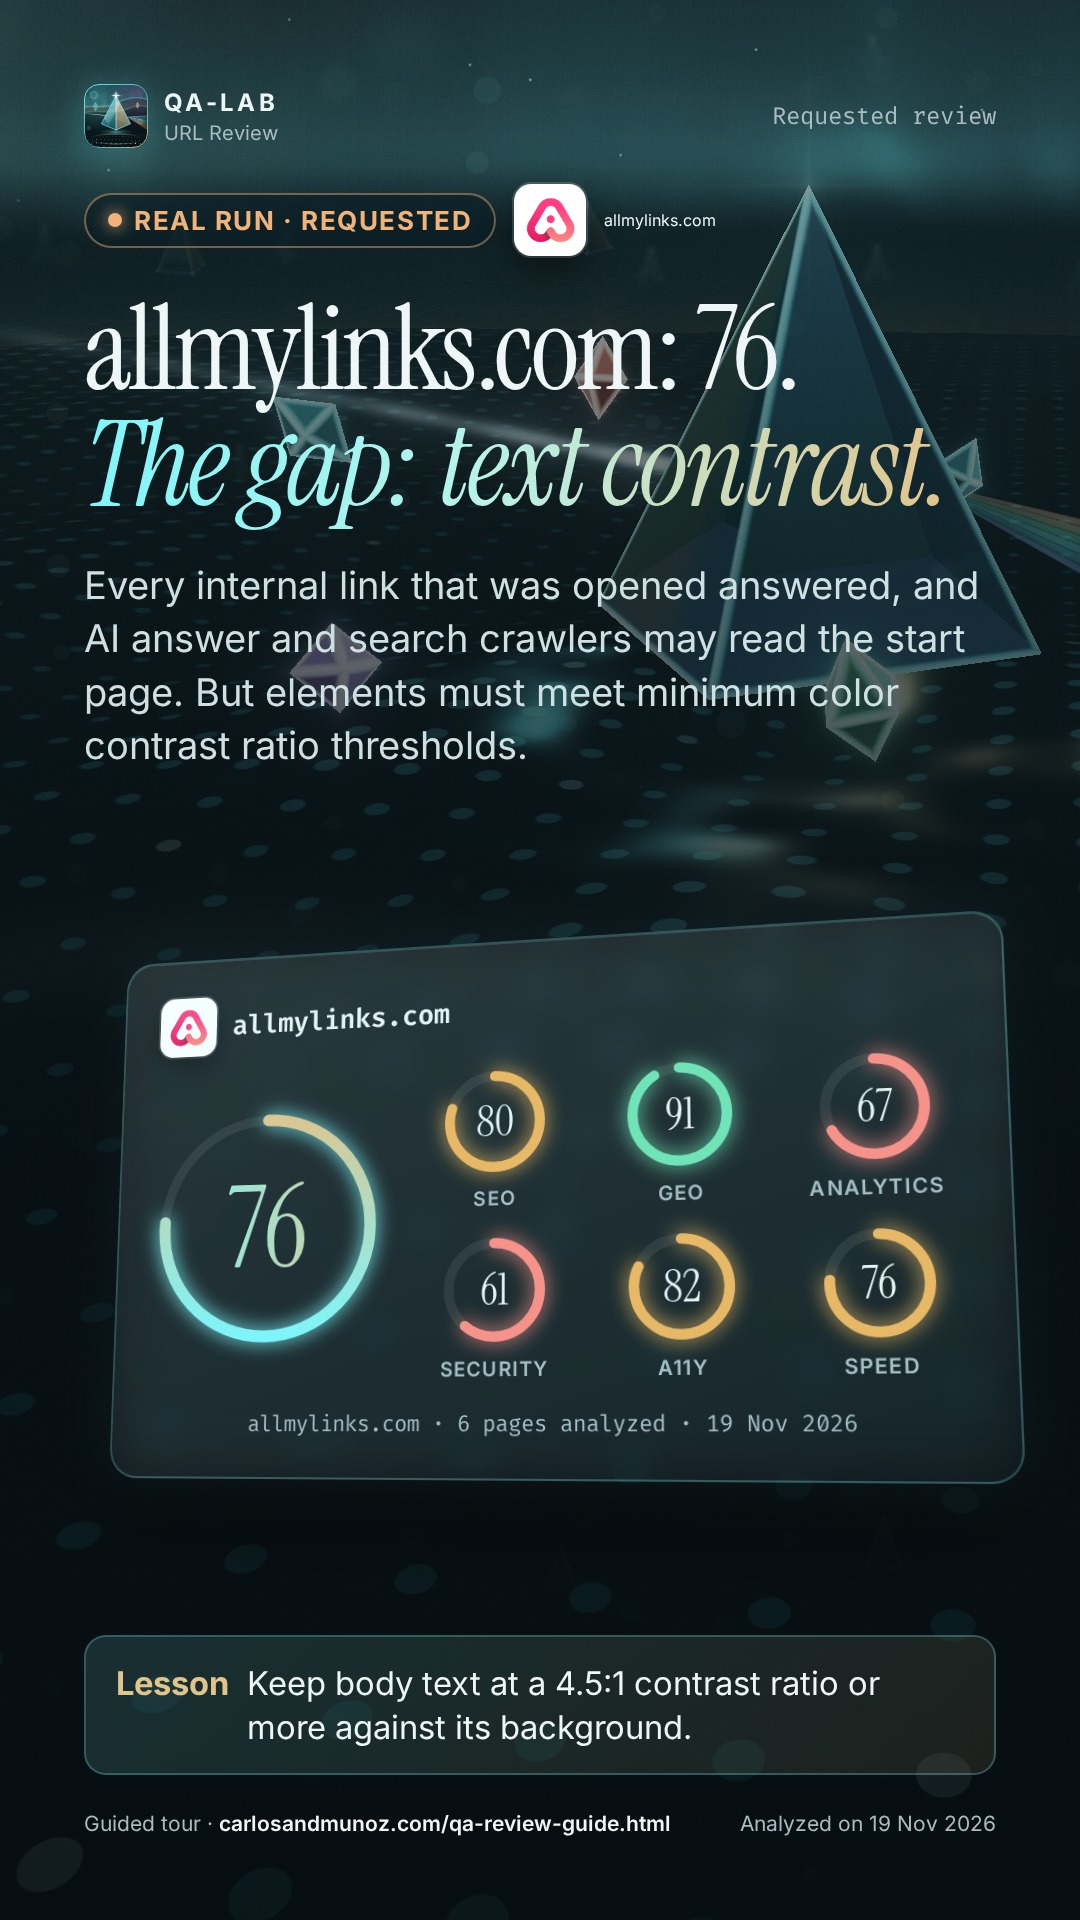 QA-LAB
URL Review
Requested review
REAL RUN · REQUESTED
allmylinks.com
allmylinks.com: 76.
The gap: text contrast.
Every internal link that was opened answered, and
AI answer and search crawlers may read the start
page. But elements must meet minimum color
contrast ratio thresholds.
allmylinks.com
76
80
SEO
91
GEO
67
ANALYTICS
61
SECURITY
82
A11Y
76
SPEED
allmylinks.com · 6 pages analyzed · 19 Nov 2026
Lesson Keep body text at a 4.5:1 contrast ratio or
more against its background.
Guided tour · carlosandmunoz.com/qa-review-guide.html
Analyzed on 19 Nov 2026